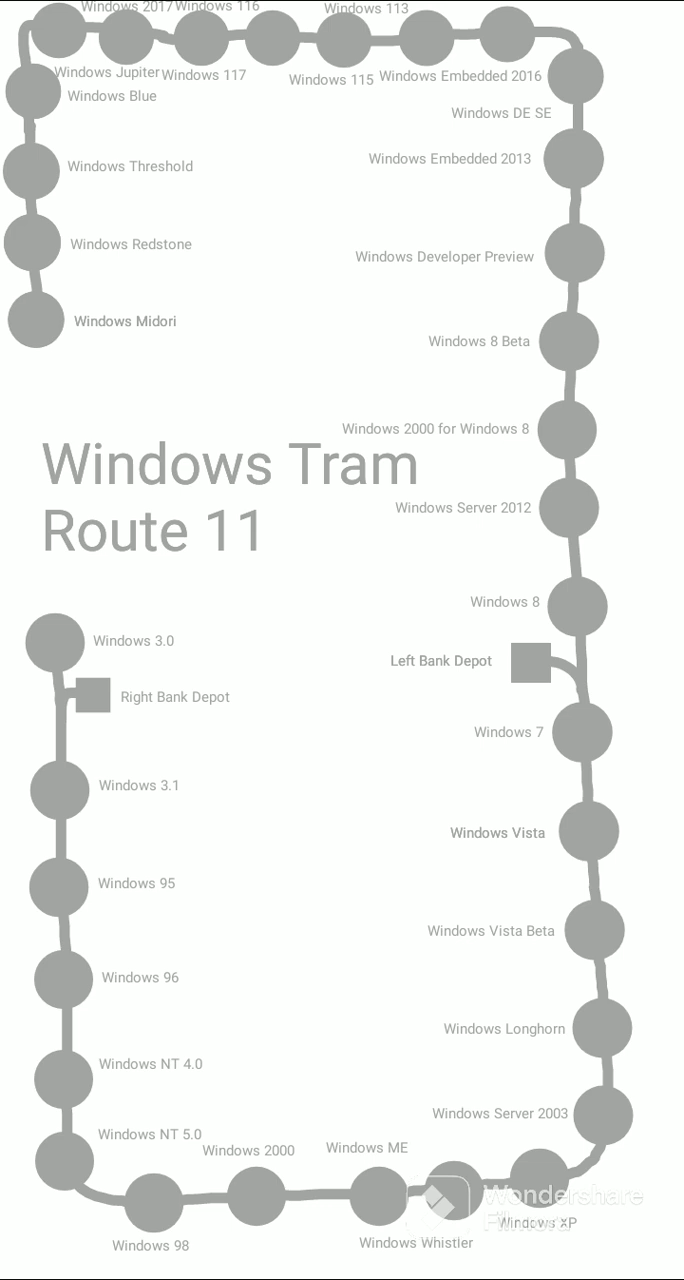 Windows 2017
Windows 116
Windows 113
Windows Jupiter
Windows 117
Windows 115
Windows Embedded 2016
Windows Blue
Windows DE SE
Windows Threshold
Windows Embedded 2013
Windows Redstone
Windows Developer Preview
Windows Midori
Windows 8 Beta
Windows 2000 for Windows 8
Windows Tram
Route 11
Windows Server 2012
Windows 8
Windows 3.0
Left Bank Depot
Right Bank Depot
Windows 7
Windows 3.1
Windows Vista
Windows 95
Windows Vista Beta
Windows 96
Windows Longhorn
Windows NT 4.0
Windows Server 2003
Windows NT 5.0
Windows 2000
Windows ME
Wondershare
Filmora
Windows XP
Windows 98
Windows Whistler